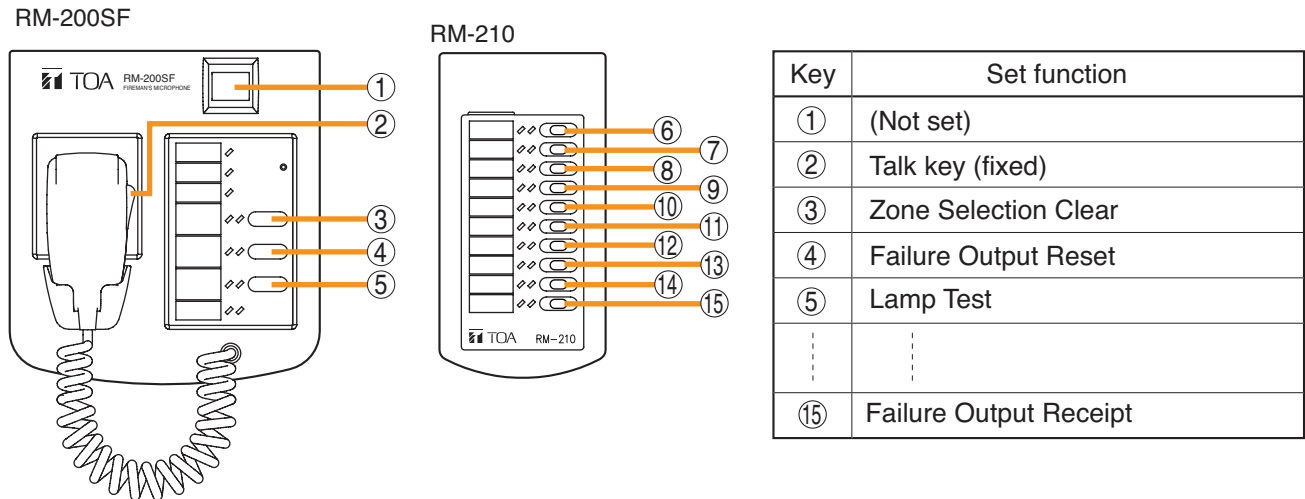 RM-200SF
TOA RM-200SF
FIREMAN'S MICROPHONE
①
②
③
④
⑤
RM-210
⑥
⑦
⑧
⑨
⑩
⑪
⑫
⑬
⑭
⑮
TOA RM-210
Key Set function
① (Not set)
② Talk key (fixed)
③ Zone Selection Clear
④ Failure Output Reset
⑤ Lamp Test
⑮ Failure Output Receipt